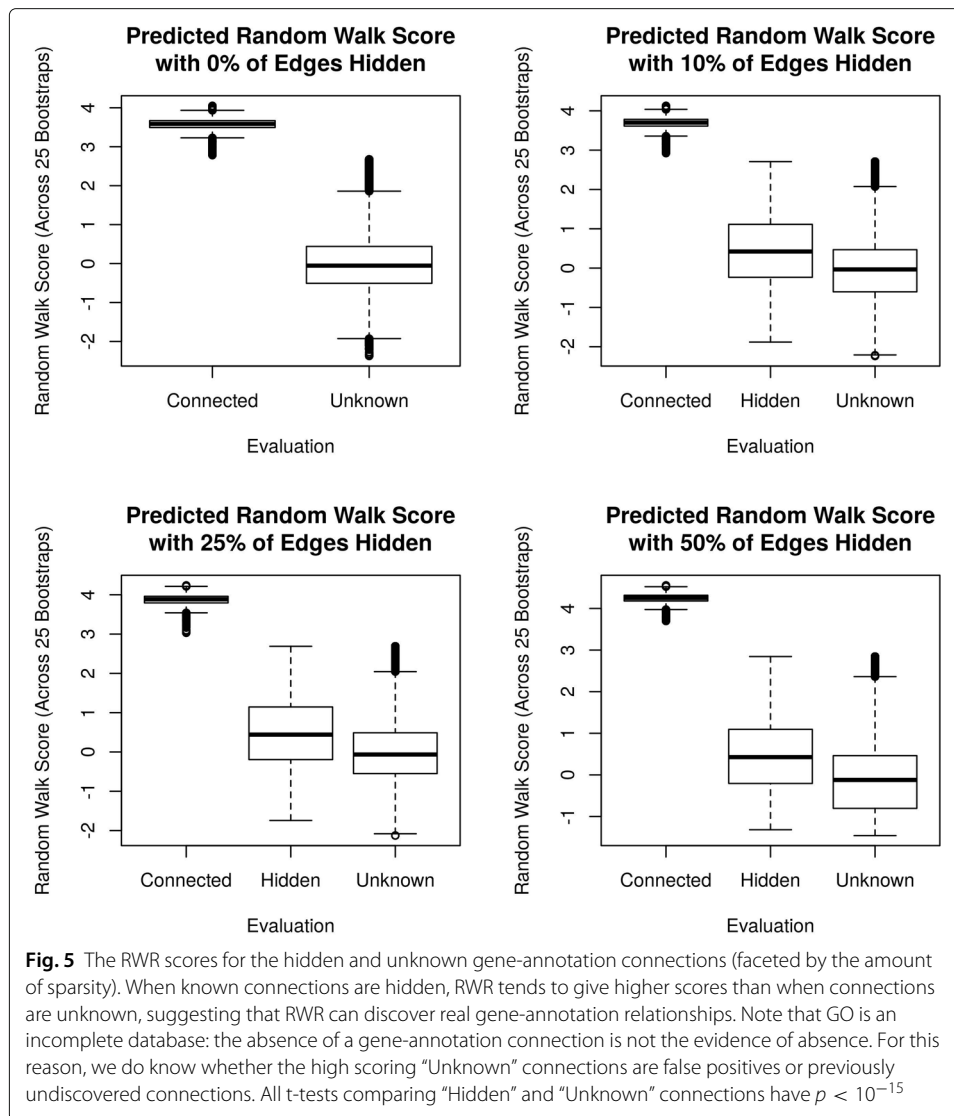 Predicted Random Walk Score
with 0% of Edges Hidden
Random Walk Score (Across 25 Bootstraps)
4
3
2
1
0
-1
-2
Connected
Unknown
Evaluation
Predicted Random Walk Score
with 10% of Edges Hidden
Random Walk Score (Across 25 Bootstraps)
4
3
2
1
0
-1
-2
Connected
Hidden
Unknown
Evaluation
Predicted Random Walk Score
with 25% of Edges Hidden
Random Walk Score (Across 25 Bootstraps)
4
3
2
1
0
-1
-2
Connected
Hidden
Unknown
Evaluation
Predicted Random Walk Score
with 50% of Edges Hidden
Random Walk Score (Across 25 Bootstraps)
4
3
2
1
0
-1
Connected
Hidden
Unknown
Evaluation
Fig. 5 The RWR scores for the hidden and unknown gene-annotation connections (faceted by the amount
of sparsity). When known connections are hidden, RWR tends to give higher scores than when connections
are unknown, suggesting that RWR can discover real gene-annotation relationships. Note that GO is an
incomplete database: the absence of a gene-annotation connection is not the evidence of absence. For this
reason, we do know whether the high scoring “Unknown” connections are false positives or previously
undiscovered connections. All t-tests comparing “Hidden” and “Unknown” connections have p < 10⁻¹⁵